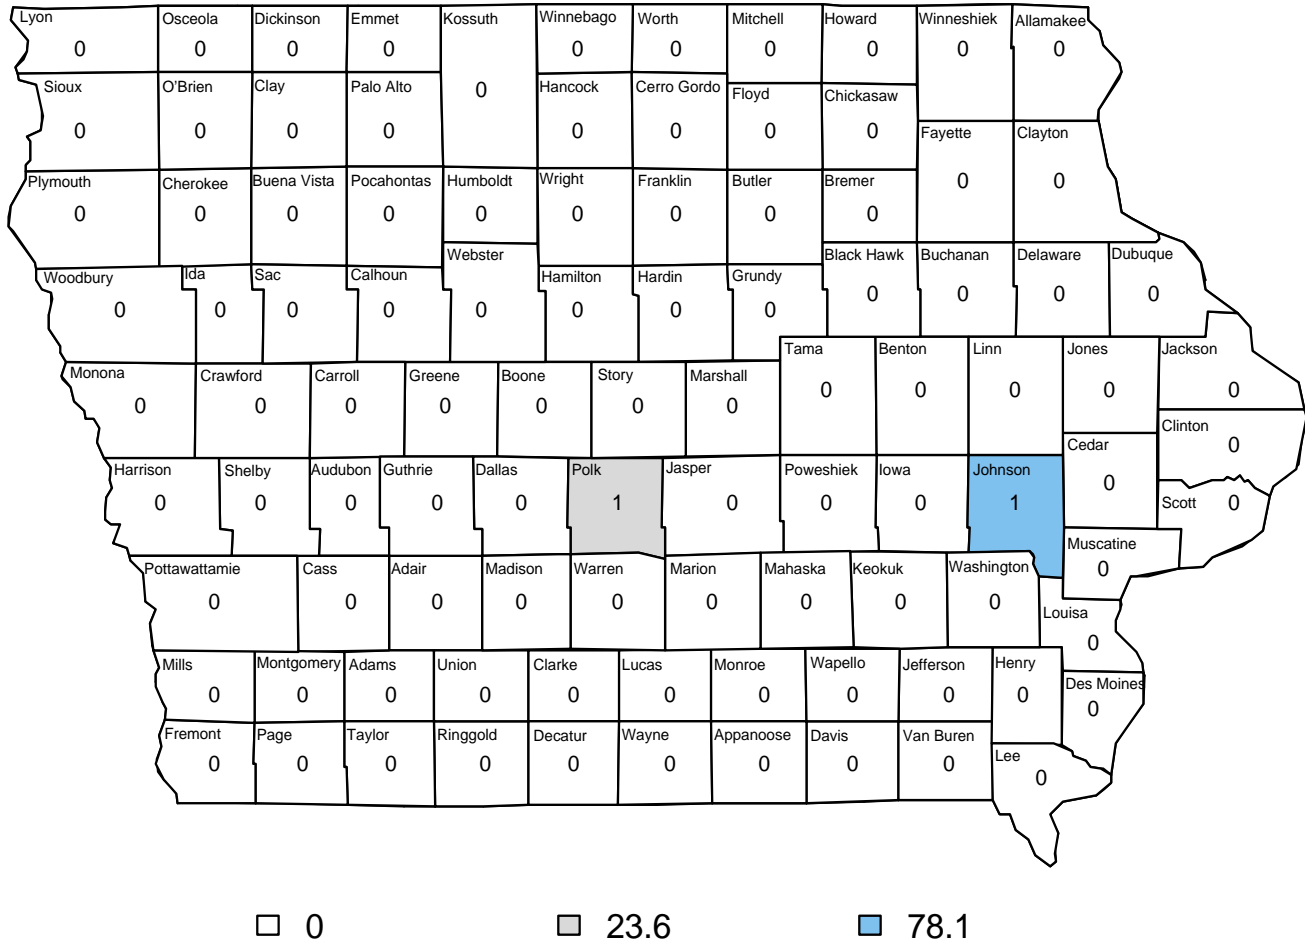 Lyon Osceola Dickinson Emmet Kossuth Winnebago Worth Mitchell Howard Winneshiek Allamakee
0 0 0 0 0 0 0 0 0 0
Sioux O'Brien Clay Palo Alto 0 Hancock Cerro Gordo Floyd Chickasaw
0 0 0 0 0 0 0 0 Fayette Clayton
Plymouth Cherokee Buena Vista Pocahontas Humboldt Wright Franklin Butler Bremer 0 0
0 0 0 0 0 0 0 0 0
Webster Black Hawk Buchanan Delaware Dubuque
Woodbury Ida Sac Calhoun Hamilton Hardin Grundy 0 0 0 0
0 0 0 0 0 0 0 0
Tama Benton Linn Jones Jackson
Monona Crawford Carroll Greene Boone Story Marshall 0 0 0 0 0
0 0 0 0 0 0 0
Clinton
Cedar 0
Harrison Shelby Audubon Guthrie Dallas Polk Jasper Poweshiek Iowa Johnson 0
0 0 0 0 0 1 0 0 0 1 Scott 0
Muscatine
Pottawattamie Cass Adair Madison Warren Marion Mahaska Keokuk Washington 0
0 0 0 0 0 0 0 0 0 Louisa
0
Mills Montgomery Adams Union Clarke Lucas Monroe Wapello Jefferson Henry
0 0 0 0 0 0 0 0 0 0 Des Moines
0
Fremont Page Taylor Ringgold Decatur Wayne Appanoose Davis Van Buren
0 0 0 0 0 0 0 0 0 Lee
0
0 23.6 78.1